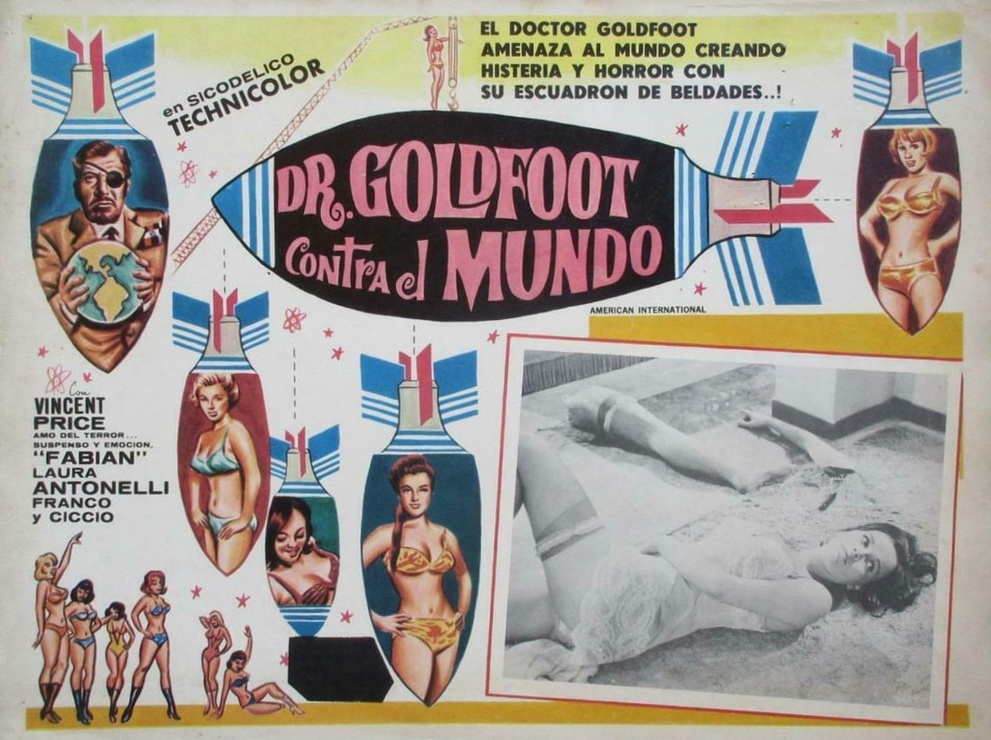 EL DOCTOR GOLDFOOT
AMENAZA AL MUNDO CREANDO
HISTERIA Y HORROR CON
SU ESCUADRON DE BELDADES..!
en SICODELICO
TECHNICOLOR
DR. GOLDFOOT
CONTRA el MUNDO
AMERICAN INTERNATIONAL
Con
VINCENT
PRICE
AMO DEL TERROR...
SUSPENSO Y EMOCION,
"FABIAN"
LAURA
ANTONELLI
FRANCO
y CICCIO